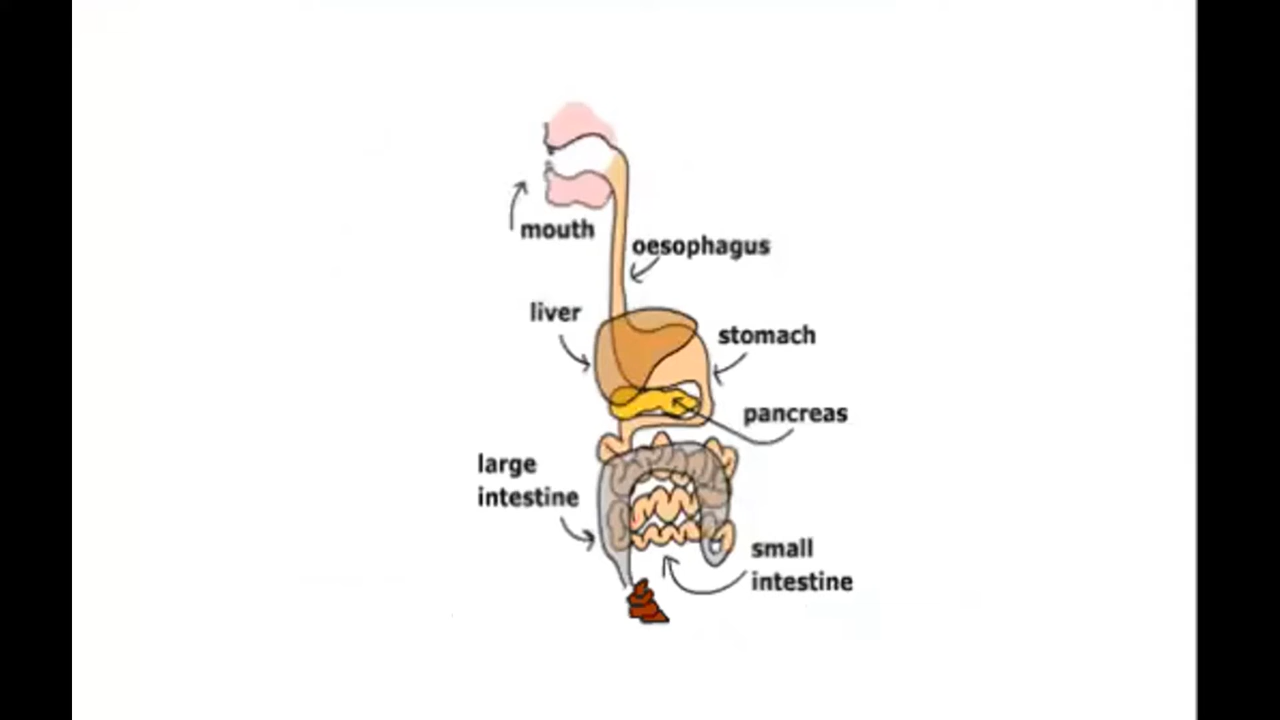 mouth
oesophagus
liver
stomach
pancreas
large
intestine
small
intestine